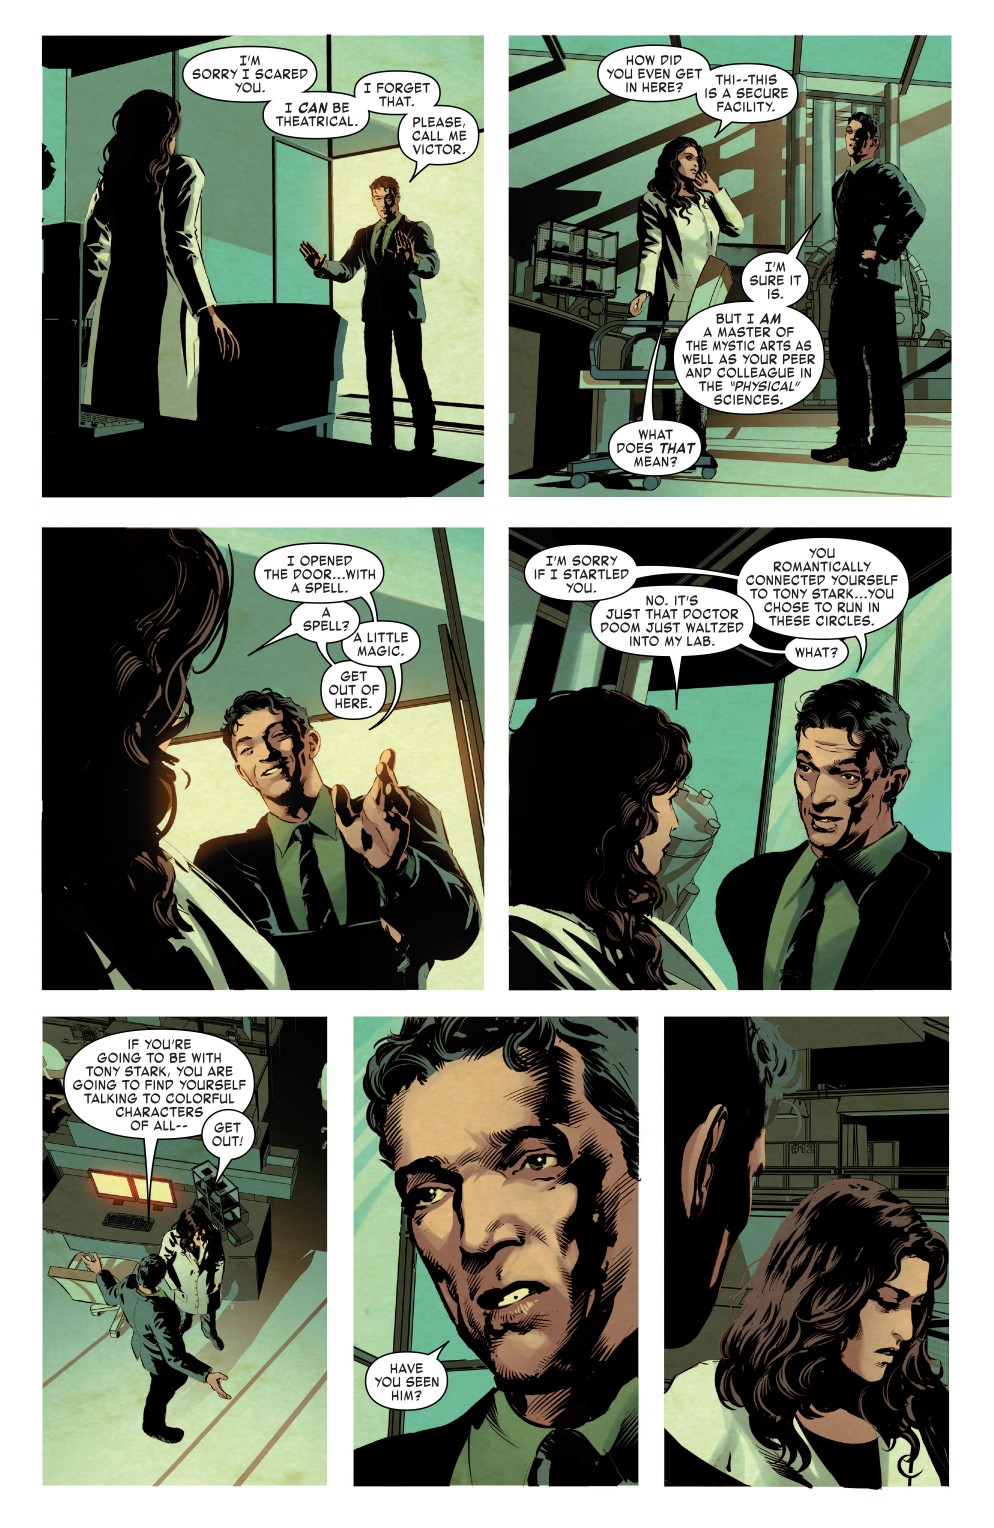 I'M
SORRY I SCARED
YOU.
I CAN BE
THEATRICAL.
I FORGET
THAT.
PLEASE,
CALL ME
VICTOR.
HOW DID
YOU EVEN GET
IN HERE?
THI--THIS
IS A SECURE
FACILITY.
I'M
SURE IT
IS.
BUT I AM
A MASTER OF
THE MYSTIC ARTS AS
WELL AS YOUR PEER
AND COLLEAGUE IN
THE "PHYSICAL"
SCIENCES.
WHAT
DOES THAT
MEAN?
I OPENED
THE DOOR...WITH
A SPELL.
A
SPELL?
A LITTLE
MAGIC.
GET
OUT OF
HERE.
I'M SORRY
IF I STARTLED
YOU.
NO. IT'S
JUST THAT DOCTOR
DOOM JUST WALTZED
INTO MY LAB.
YOU
ROMANTICALLY
CONNECTED YOURSELF
TO TONY STARK...YOU
CHOSE TO RUN IN
THESE CIRCLES.
WHAT?
IF YOU'RE
GOING TO BE WITH
TONY STARK, YOU ARE
GOING TO FIND YOURSELF
TALKING TO COLORFUL
CHARACTERS
OF ALL--
GET
OUT!
HAVE
YOU SEEN
HIM?
#12